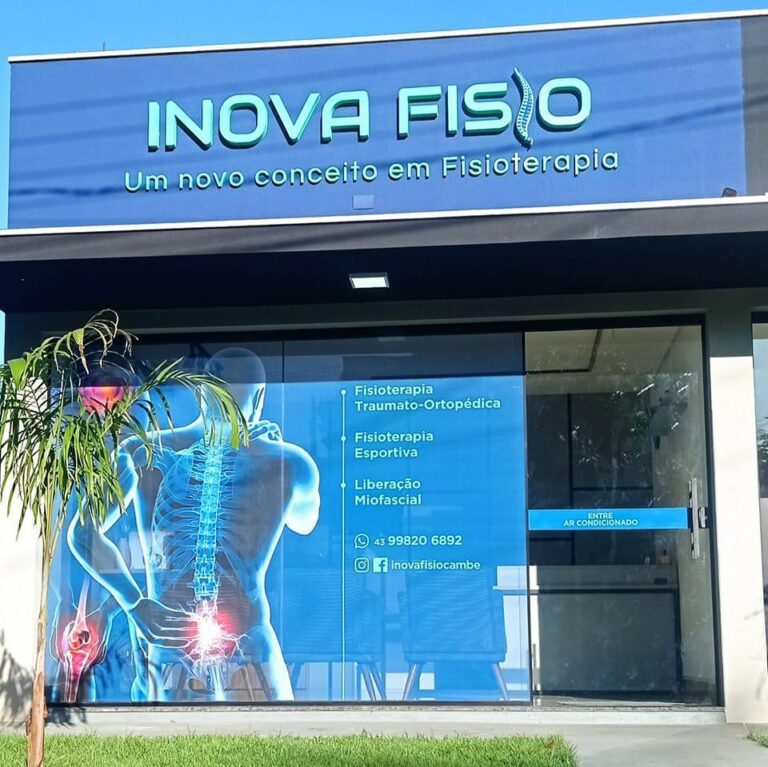 INOVA FISIO
Um novo conceito em Fisioterapia
Fisioterapia
Traumato-Ortopédica
Fisioterapia
Esportiva
Liberação
Miofascial
43 99820 6892
inovafisiocambe
ENTRE
AR CONDICIONADO